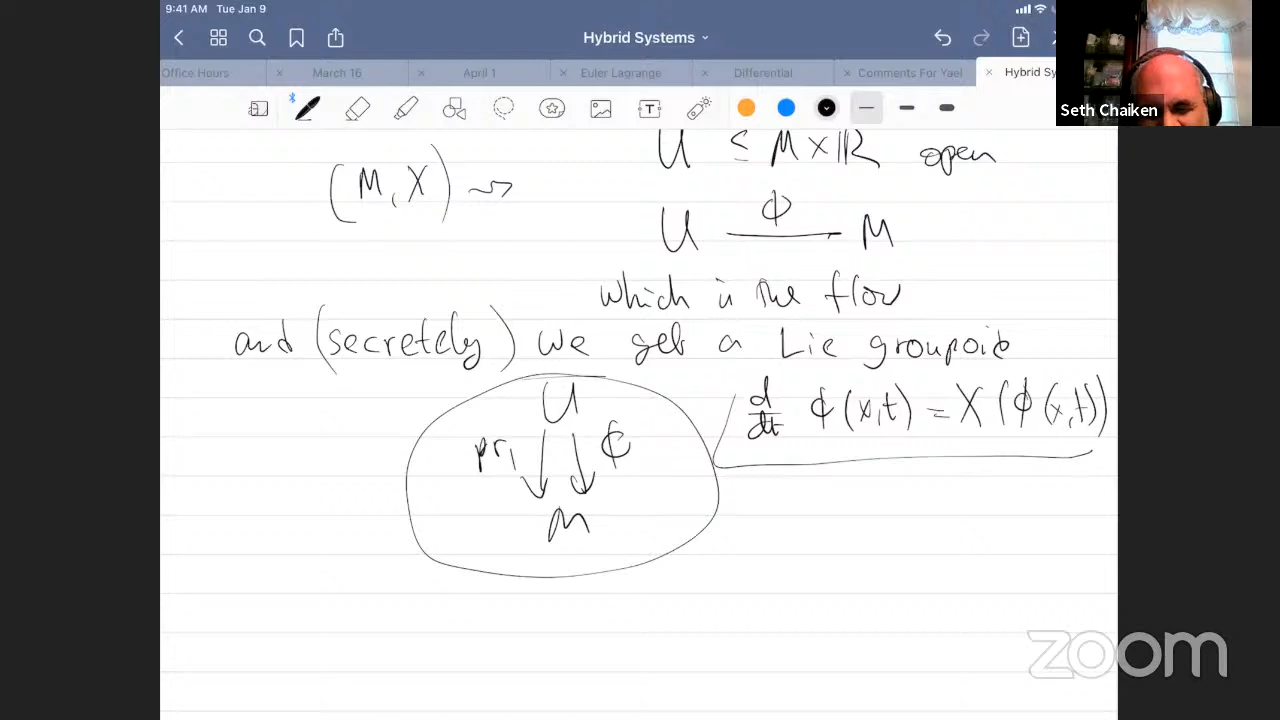 9:41 AM Tue Jan 9
Hybrid Systems
Office Hours
March 16
April 1
Euler Lagrange
Differential
Comments For Yael
Hybrid Sy
Seth Chaiken
U ⊆ M × ℝ open
(M, X) ⇝
U ϕ M
which is the flow
and (secretely) we get a Lie groupoid
U
d/dt ϕ(x,t) = X(ϕ(x,t))
pr₁ ϕ
M
zoom